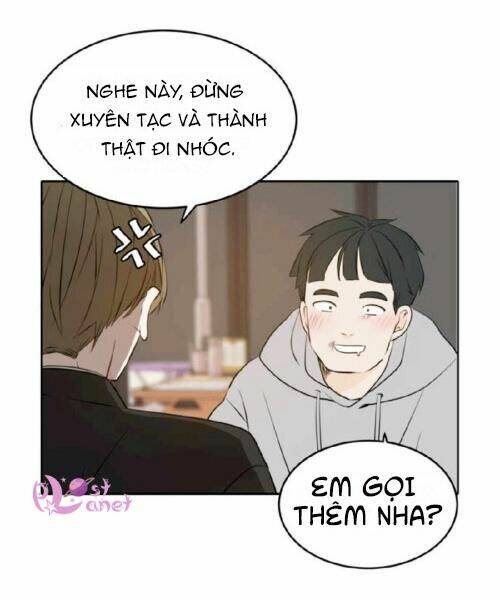 NGHE NÀY, ĐỪNG
XUYÊN TẠC VÀ THÀNH
THẬT ĐI NHÓC.
Lost
Planet
EM GỌI
THÊM NHA?